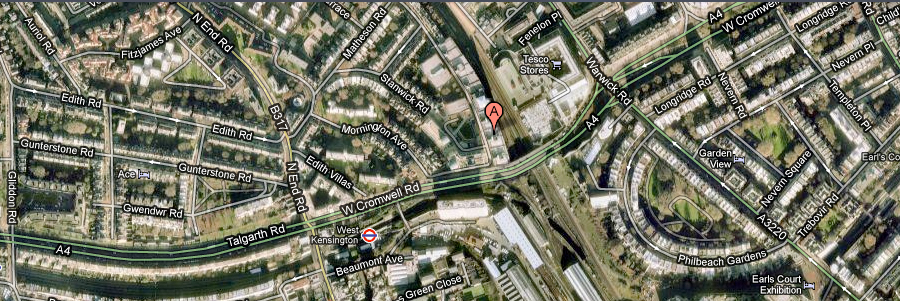 Auriol Rd
N End Rd
Fitzjames Ave
Matheson Rd
Fenelon Pl
A4
W Cromwell Rd
Longridge Rd
Nevern Pl
Tesco
Stores
Warwick Rd
Stanwick Rd
Edith Rd
B317
A
Longridge Rd
Nevern Rd
Templeton Pl
Edith Rd
Mornington Ave
A4
Gunterstone Rd
Gunterstone Rd
Edith Villas
Garden
View
Earl's Co
Ace
Gliddon Rd
N End Rd
Gwendwr Rd
W Cromwell Rd
Nevern Square
A3220
Trebovir Rd
Talgarth Rd
West
Kensington
A4
Beaumont Ave
Philbeach Gardens
s Green Close
Earls Court
Exhibition